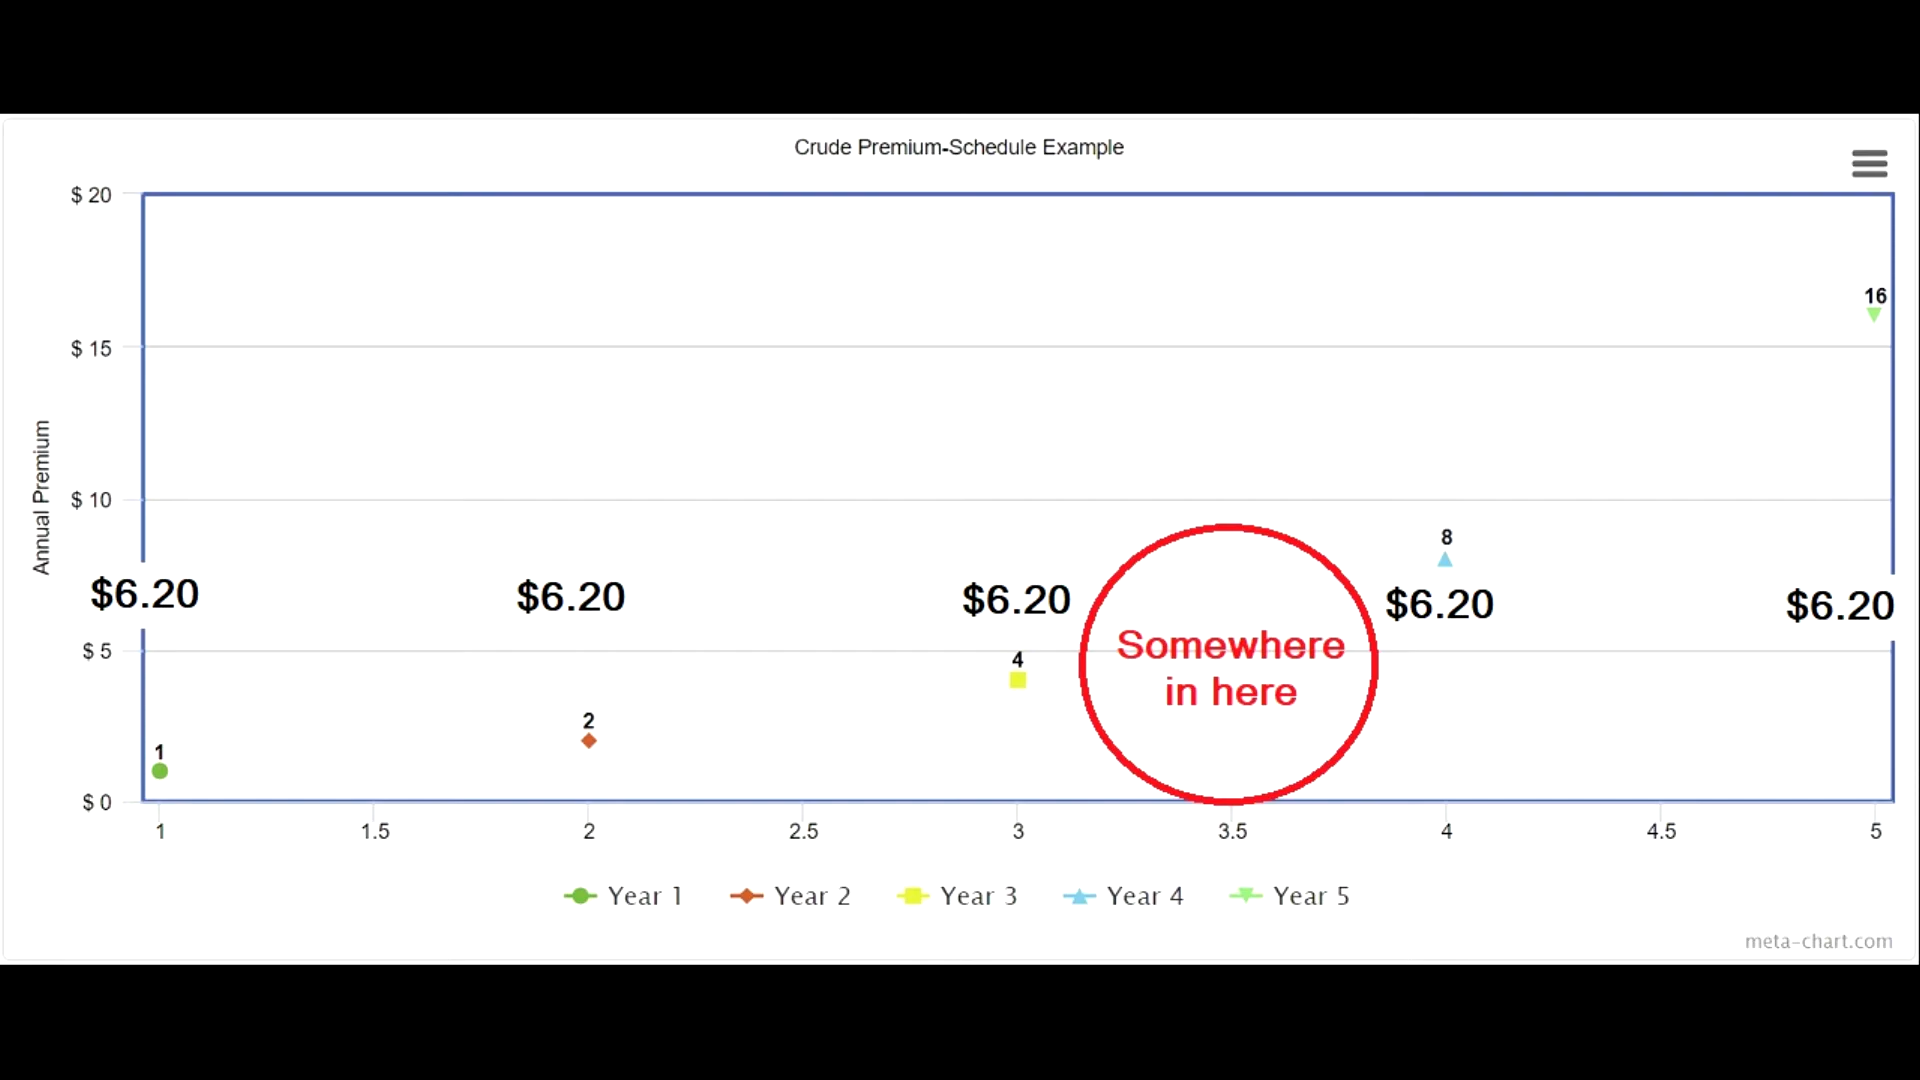 Crude Premium-Schedule Example
Annual Premium
$ 20
$ 15
$ 10
$ 5
$ 0
16
8
4
2
1
$6.20 $6.20 $6.20 $6.20 $6.20
Somewhere
in here
1 1.5 2 2.5 3 3.5 4 4.5 5
Year 1 Year 2 Year 3 Year 4 Year 5
meta-chart.com